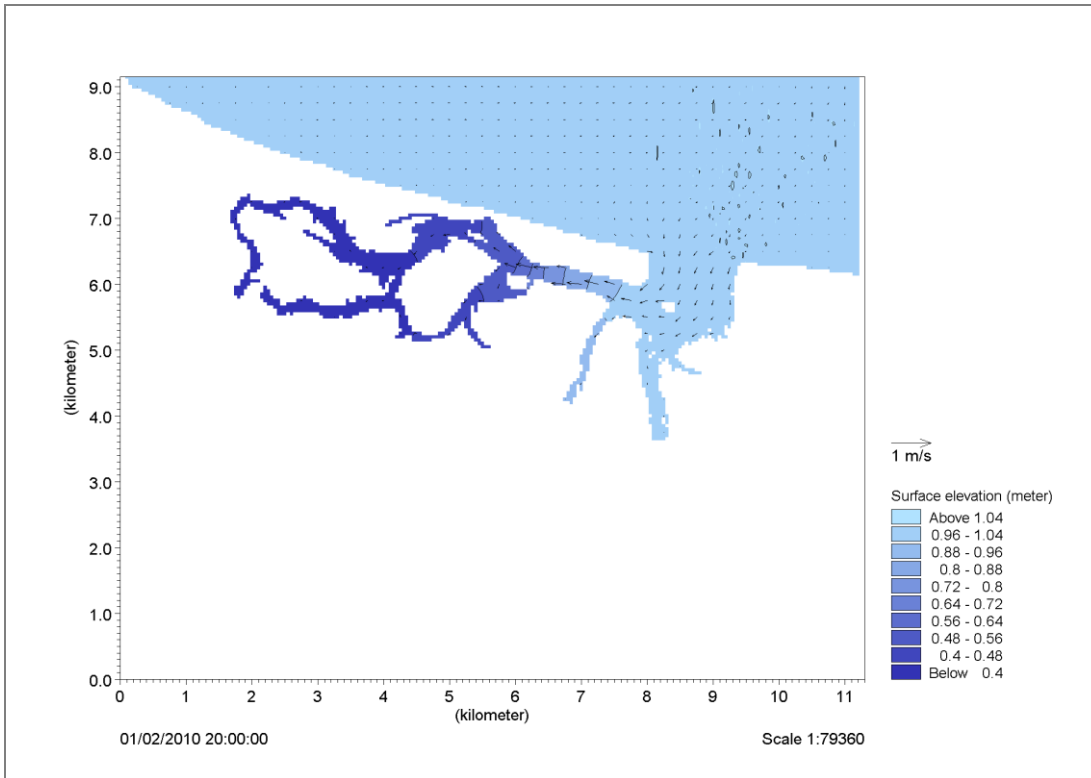 9.0
8.0
7.0
6.0
5.0
4.0
3.0
2.0
1.0
0.0
(kilometer)
0 1 2 3 4 5 6 7 8 9 10 11
(kilometer)
01/02/2010 20:00:00
Scale 1:79360
1 m/s
Surface elevation (meter)
Above 1.04
0.96 - 1.04
0.88 - 0.96
0.8 - 0.88
0.72 - 0.8
0.64 - 0.72
0.56 - 0.64
0.48 - 0.56
0.4 - 0.48
Below 0.4